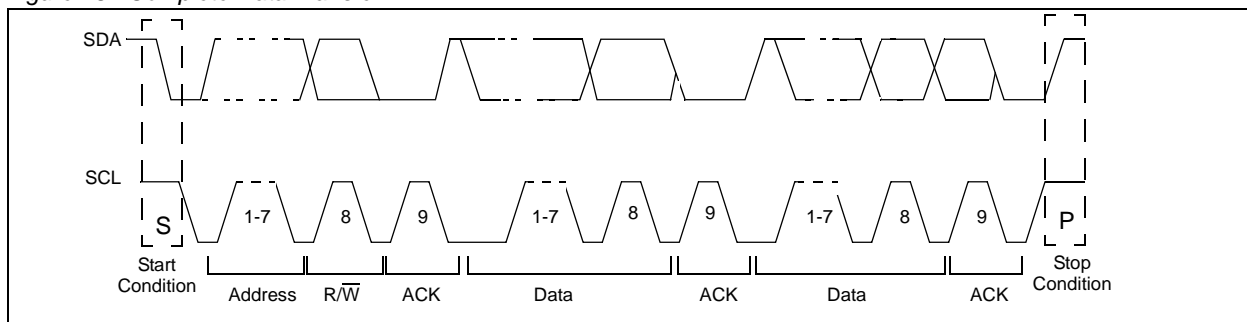 SDA
SCL
S
1-7
8
9
1-7
8
9
1-7
8
9
P
Start
Condition
Address
R/W̅
ACK
Data
ACK
Data
ACK
Stop
Condition